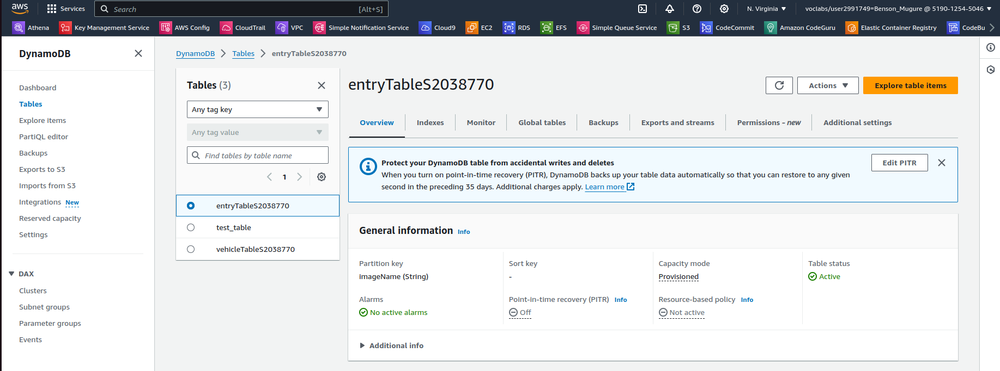 aws
Services
Search
[Alt+S]
N. Virginia
voclabs/user2991749=Benson_Mugure @ 5190-1254-5046
Athena
Key Management Service
AWS Config
CloudTrail
VPC
Simple Notification Service
Cloud9
EC2
RDS
EFS
Simple Queue Service
S3
CodeCommit
Amazon CodeGuru
Elastic Container Registry
CodeBu
DynamoDB
Dashboard
Tables
Explore items
PartiQL editor
Backups
Exports to S3
Imports from S3
Integrations New
Reserved capacity
Settings
DAX
Clusters
Subnet groups
Parameter groups
Events
DynamoDB
Tables
entryTableS2038770
Tables (3)
Any tag key
Any tag value
Find tables by table name
1
entryTableS2038770
test_table
vehicleTableS2038770
entryTableS2038770
Actions
Explore table items
Overview
Indexes
Monitor
Global tables
Backups
Exports and streams
Permissions - new
Additional settings
Protect your DynamoDB table from accidental writes and deletes
When you turn on point-in-time recovery (PITR), DynamoDB backs up your table data automatically so that you can restore to any given
second in the preceding 35 days. Additional charges apply. Learn more
Edit PITR
General information Info
Partition key
imageName (String)
Sort key
-
Capacity mode
Provisioned
Table status
Active
Alarms
No active alarms
Point-in-time recovery (PITR) Info
Off
Resource-based policy Info
Not active
Additional info